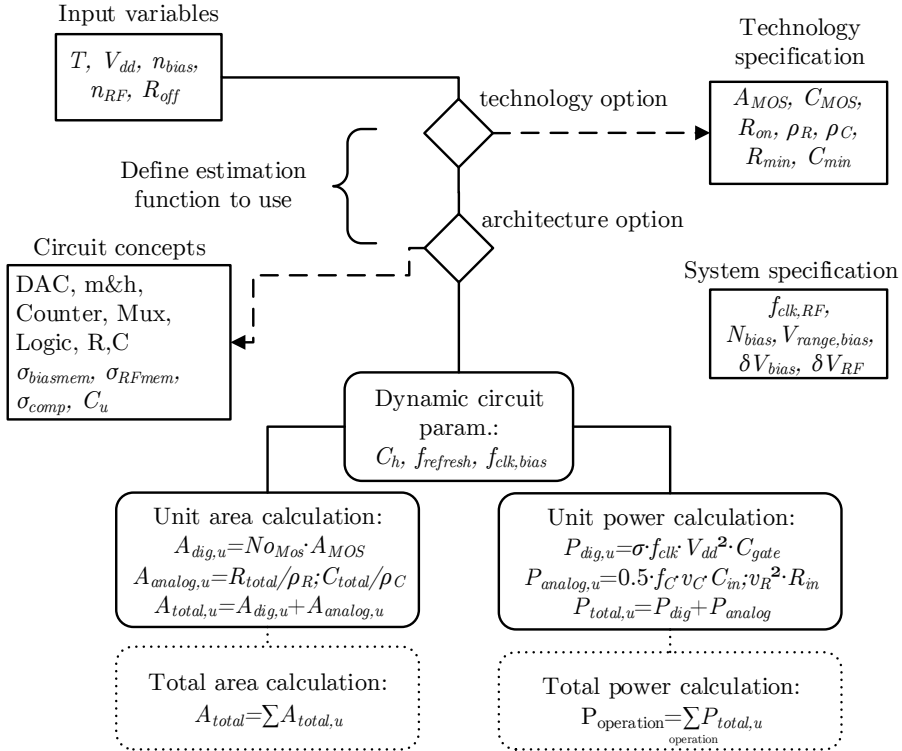 Input variables
T, V_dd, n_bias,
n_RF, R_off
technology option
Technology
specification
A_MOS, C_MOS,
R_on, ρ_R, ρ_C,
R_min, C_min
Define estimation
function to use
architecture option
Circuit concepts
DAC, m&h,
Counter, Mux,
Logic, R,C
σ_biasmem, σ_RFmem,
σ_comp, C_u
System specification
f_clk,RF,
N_bias, V_range,bias,
δV_bias, δV_RF
Dynamic circuit
param.:
C_h, f_refresh, f_clk,bias
Unit area calculation:
A_dig,u=No_Mos·A_MOS
A_analog,u=R_total/ρ_R;C_total/ρ_C
A_total,u=A_dig,u+A_analog,u
Unit power calculation:
P_dig,u=σ·f_clk·V_dd²·C_gate
P_analog,u=0.5·f_C·v_C·C_in;v_R²·R_in
P_total,u=P_dig+P_analog
Total area calculation:
A_total=∑A_total,u
Total power calculation:
P_operation=∑P_total,u
operation